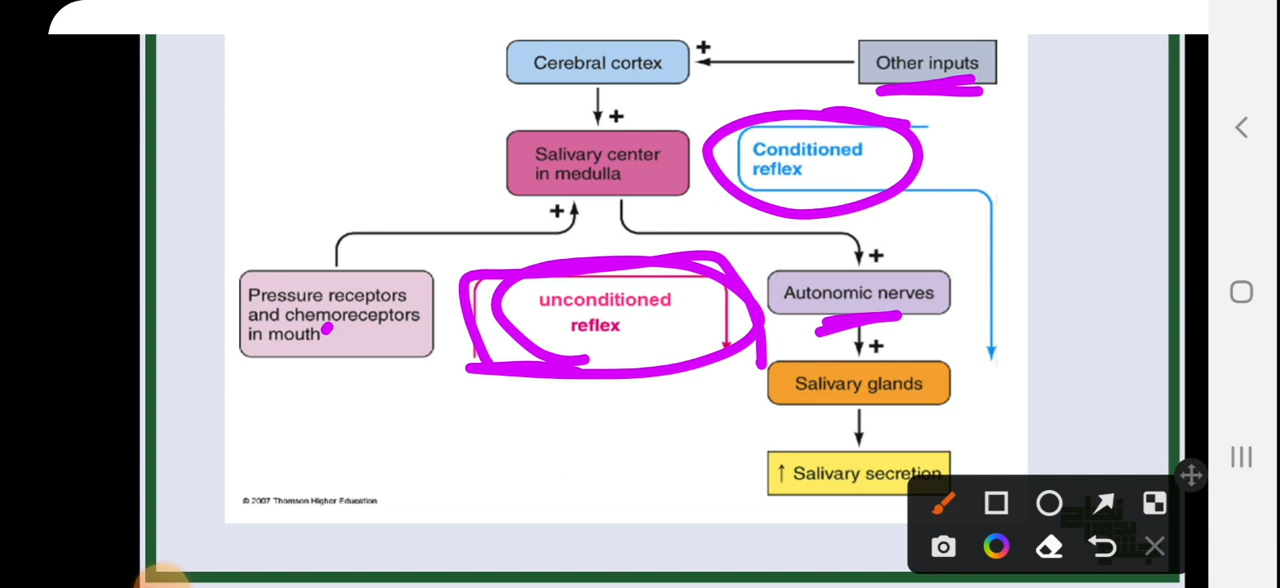 Cerebral cortex
+
Other inputs
+
Salivary center
in medulla
Conditioned
reflex
+
+
Pressure receptors
and chemoreceptors
in mouth
unconditioned
reflex
Autonomic nerves
+
Salivary glands
↑ Salivary secretion
© 2007 Thomson Higher Education